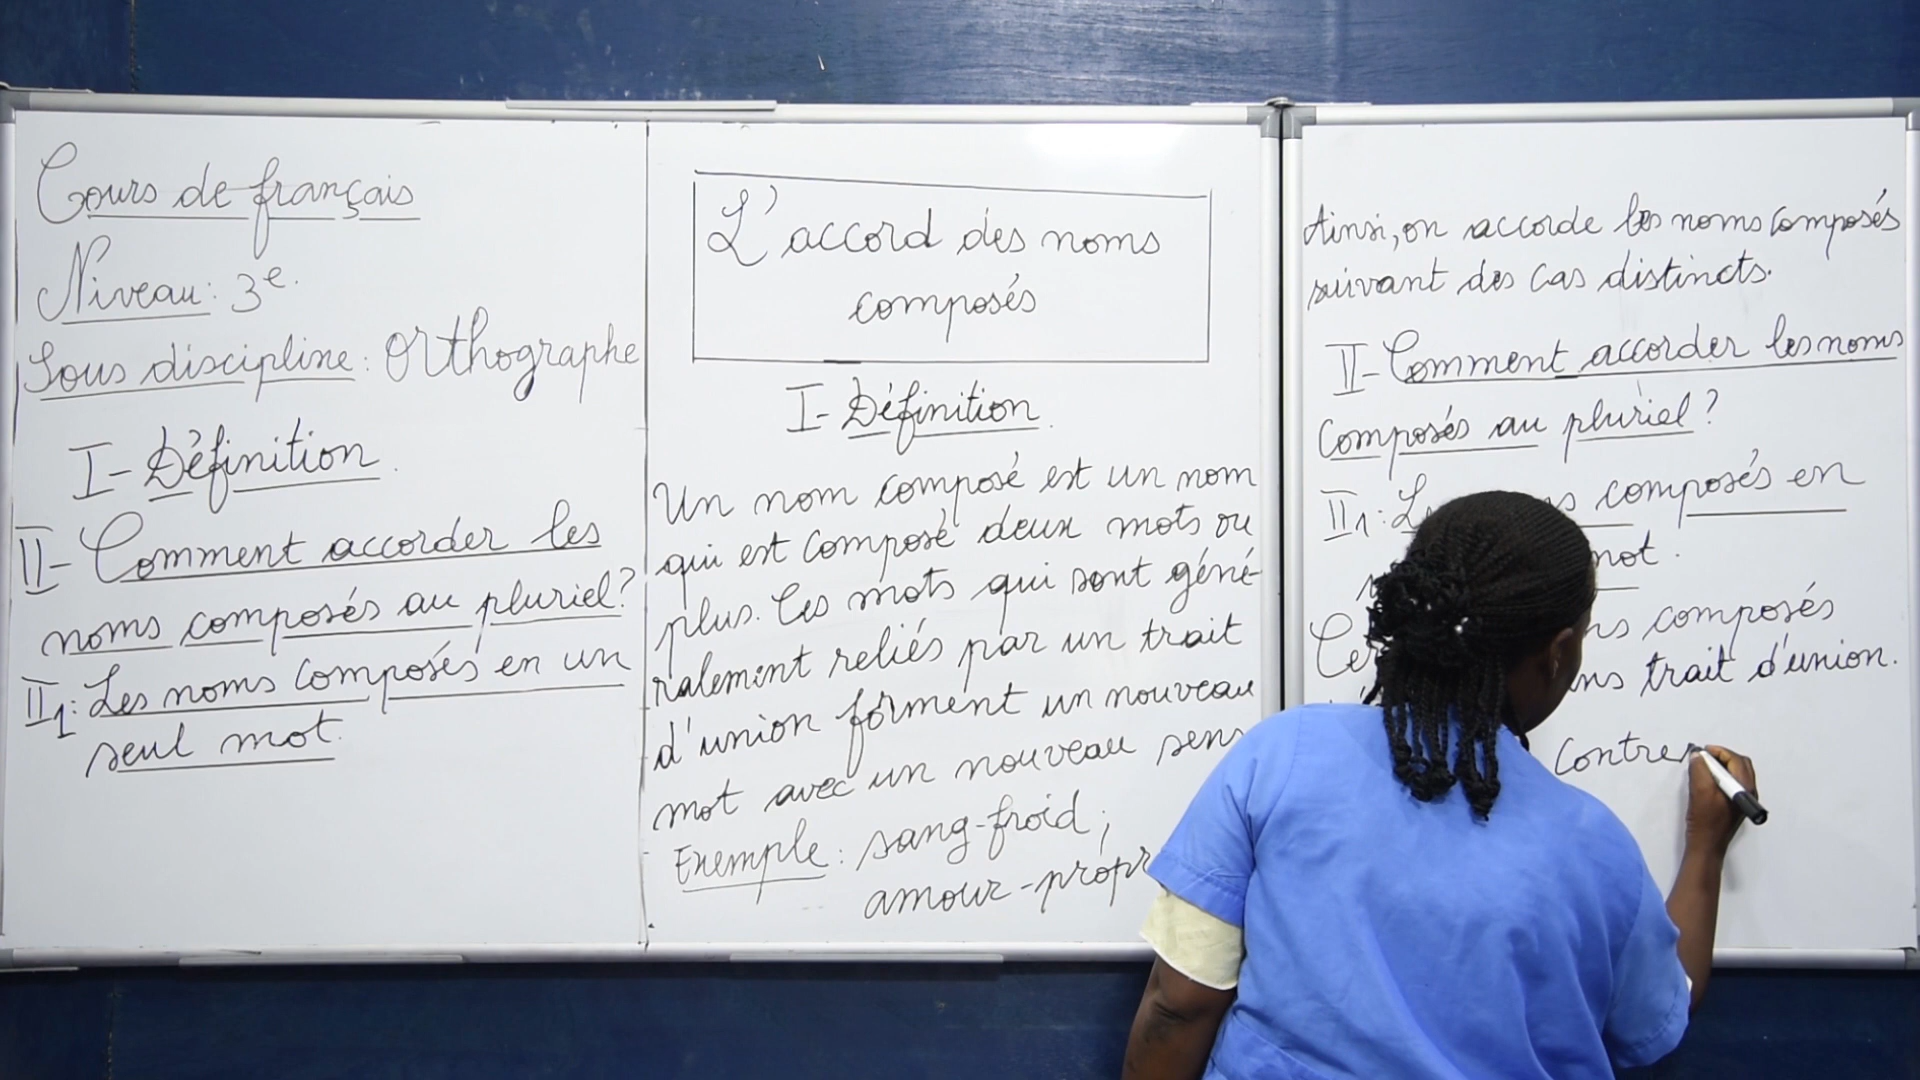 Cours de français
Niveau: 3e.
Sous discipline: Orthographe
I- Définition.
II- Comment accorder les
noms composés au pluriel?
II1: Les noms composés en un
seul mot.
L'accord des noms
composés
I- Définition.
Un nom composé est un nom
qui est composé deux mots ou
plus. Ces mots qui sont géné-
ralement reliés par un trait
d'union forment un nouveau
mot avec un nouveau sens
Exemple: sang-froid;
amour-propr
Ainsi, on accorde les noms composés
suivant des cas distincts.
II- Comment accorder les noms
composés au pluriel?
II1: composés en
mot.
composés
trait d'union.
contre